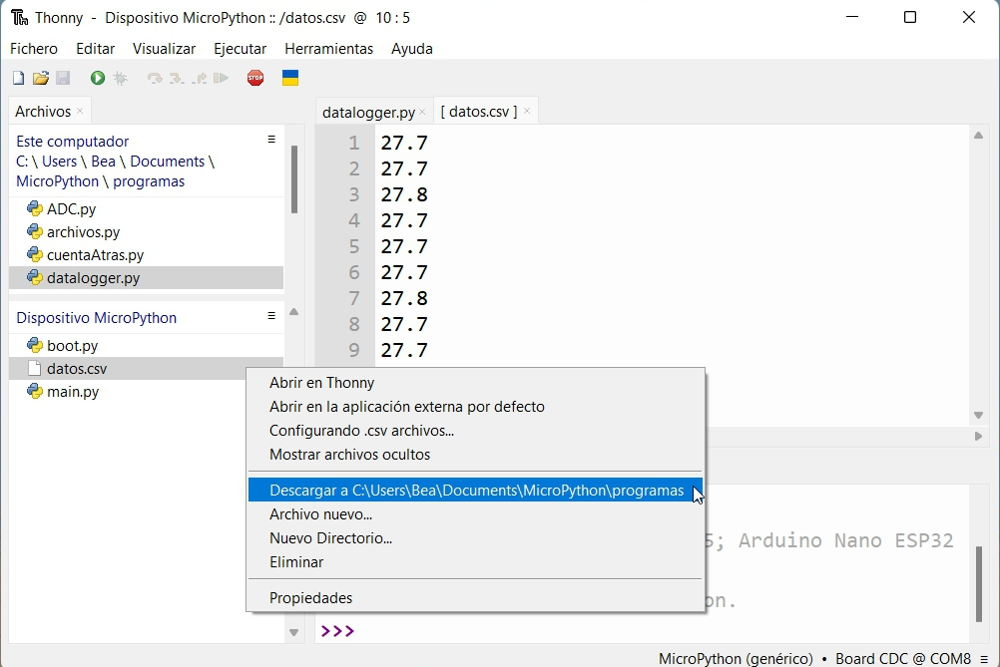 Thonny - Dispositivo MicroPython :: /datos.csv @ 10 : 5
Fichero Editar Visualizar Ejecutar Herramientas Ayuda
STOP
Archivos
Este computador
C: \ Users \ Bea \ Documents \
MicroPython \ programas
ADC.py
archivos.py
cuentaAtras.py
datalogger.py
Dispositivo MicroPython
boot.py
datos.csv
main.py
datalogger.py [ datos.csv ]
1 27.7
2 27.7
3 27.8
4 27.7
5 27.7
6 27.7
7 27.8
8 27.7
9 27.7
Abrir en Thonny
Abrir en la aplicación externa por defecto
Configurando .csv archivos...
Mostrar archivos ocultos
Descargar a C:\Users\Bea\Documents\MicroPython\programas
Archivo nuevo...
Nuevo Directorio...
Eliminar
Propiedades
; Arduino Nano ESP32
on.
>>>
MicroPython (genérico) • Board CDC @ COM8 ≡